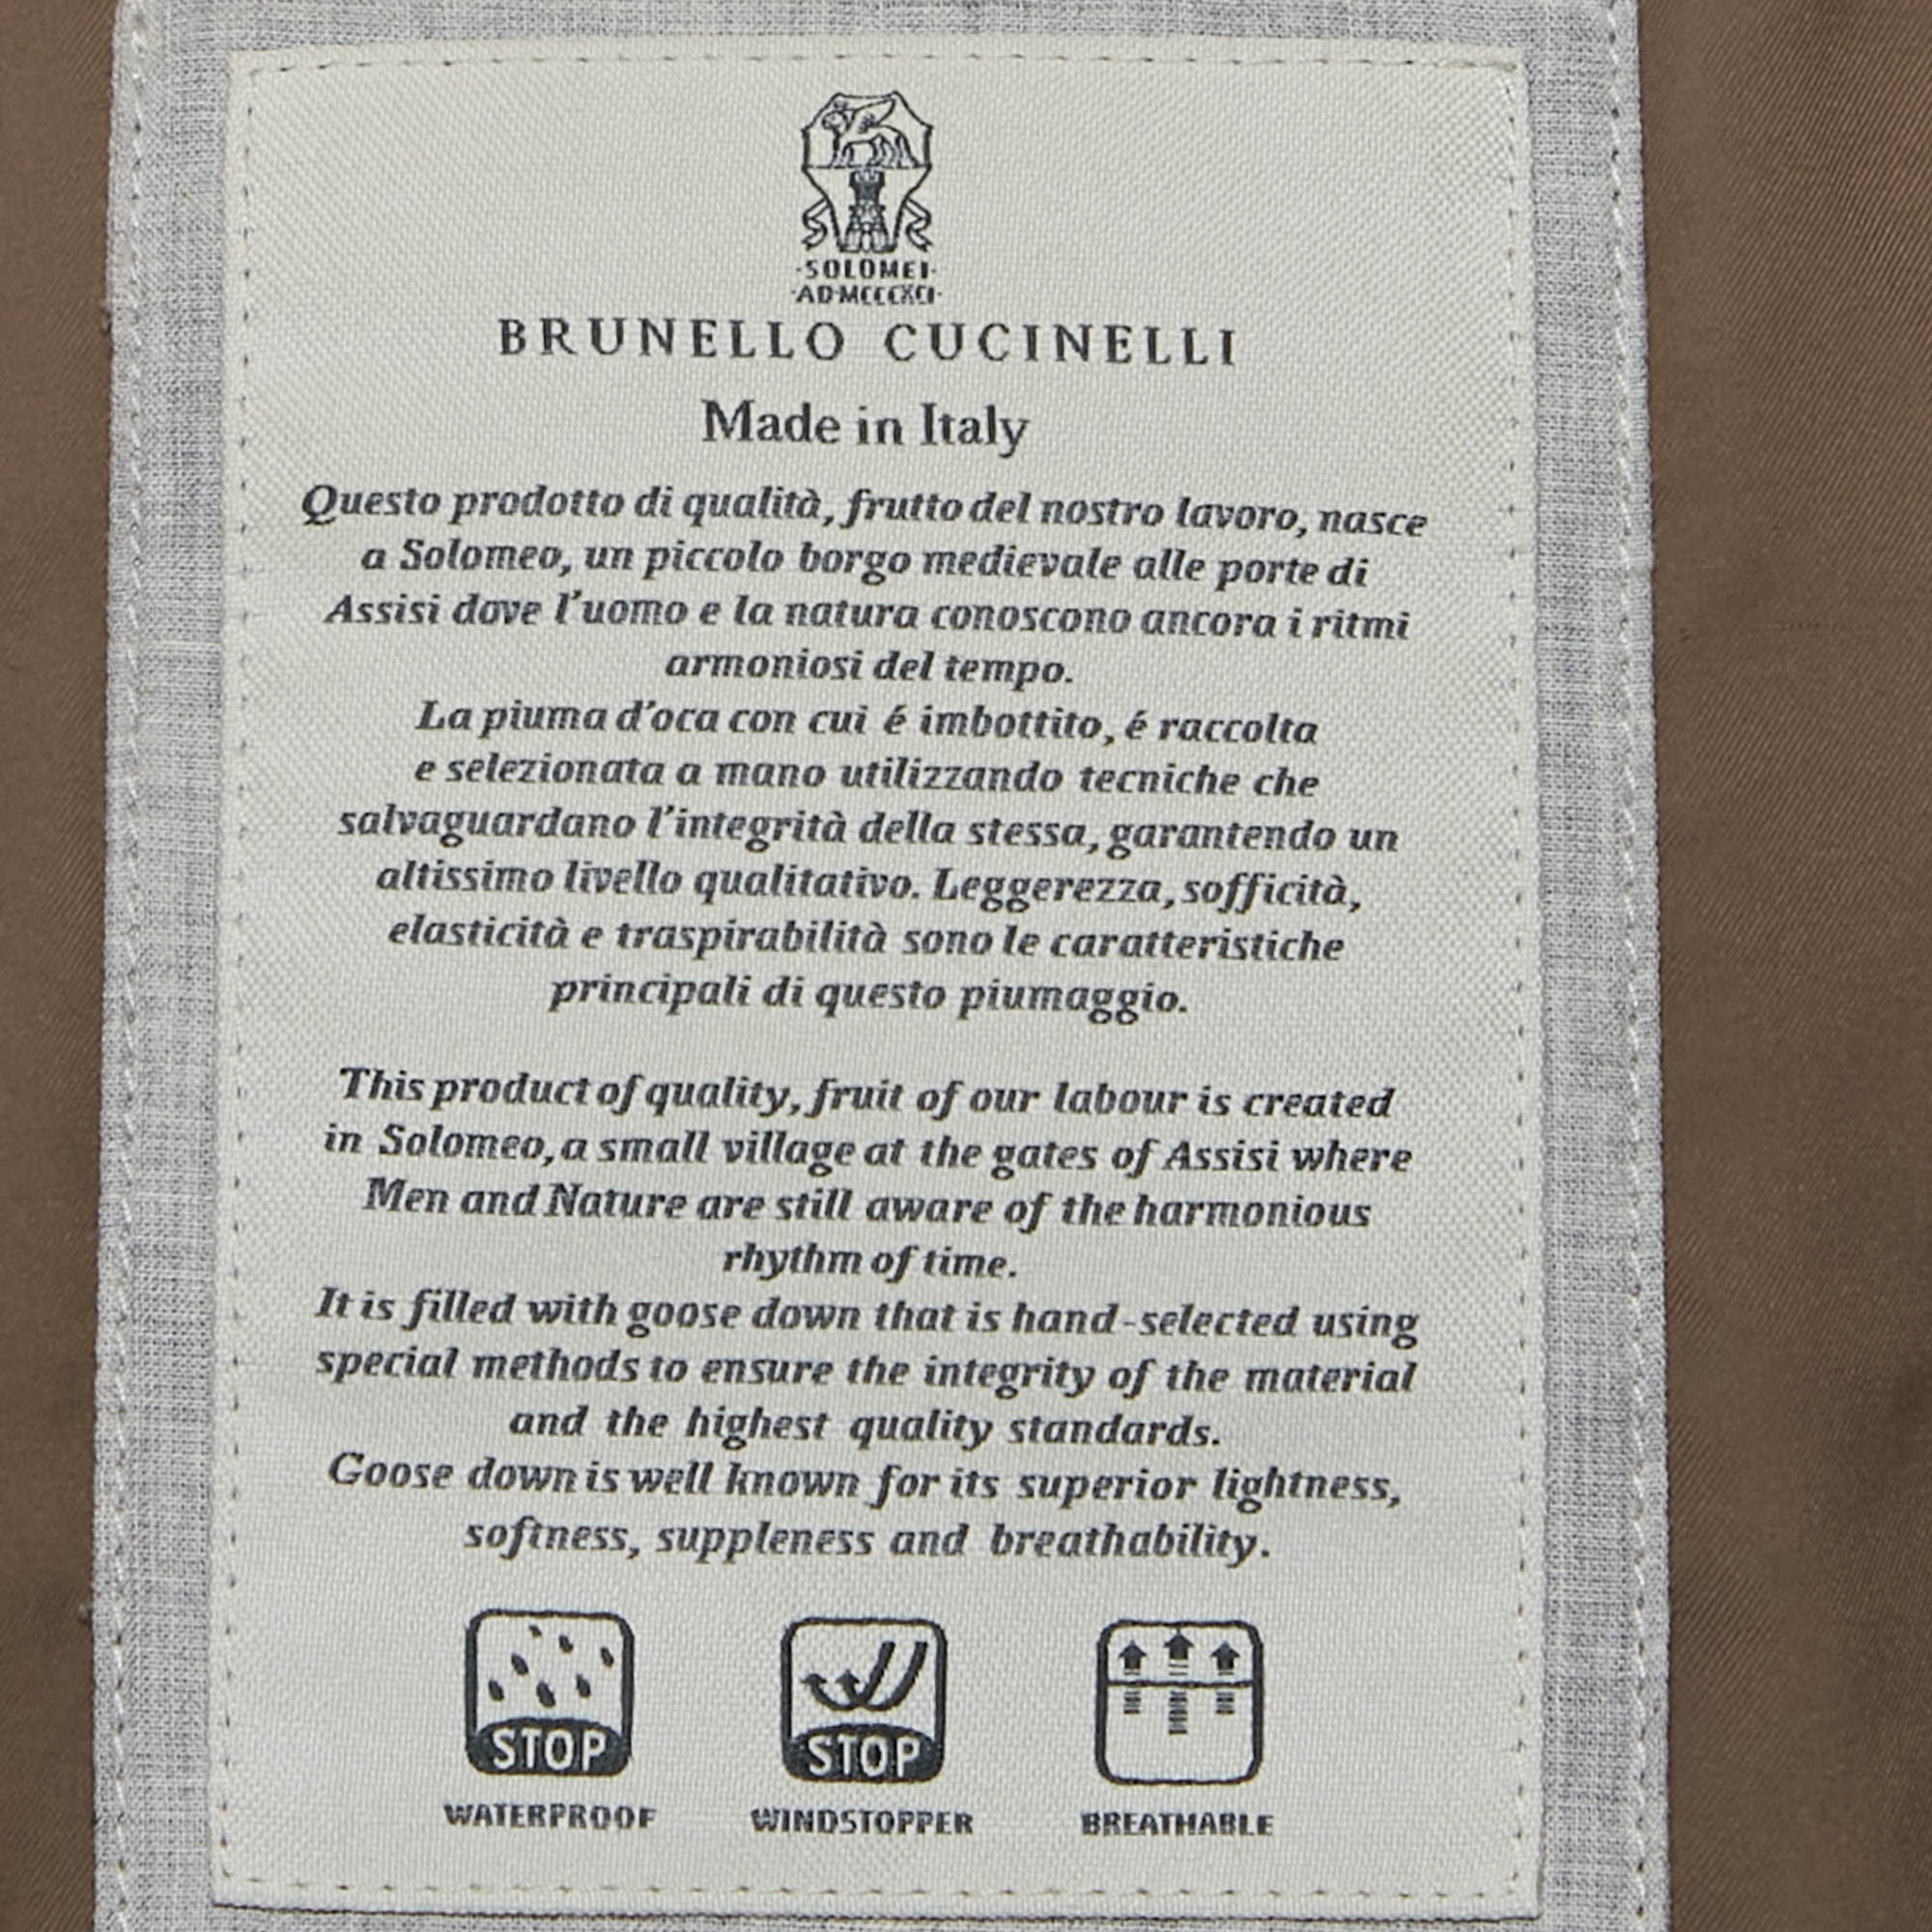 ·SOLOMEI·
·AD·MCCCXCI·
BRUNELLO CUCINELLI
Made in Italy
Questo prodotto di qualità, frutto del nostro lavoro, nasce
a Solomeo, un piccolo borgo medievale alle porte di
Assisi dove l'uomo e la natura conoscono ancora i ritmi
armoniosi del tempo.
La piuma d'oca con cui é imbottito, é raccolta
e selezionata a mano utilizzando tecniche che
salvaguardano l'integrità della stessa, garantendo un
altissimo livello qualitativo. Leggerezza, sofficità,
elasticità e traspirabilità sono le caratteristiche
principali di questo piumaggio.
This product of quality, fruit of our labour is created
in Solomeo, a small village at the gates of Assisi where
Men and Nature are still aware of the harmonious
rhythm of time.
It is filled with goose down that is hand-selected using
special methods to ensure the integrity of the material
and the highest quality standards.
Goose down is well known for its superior lightness,
softness, suppleness and breathability.
STOP STOP
WATERPROOF WINDSTOPPER BREATHABLE